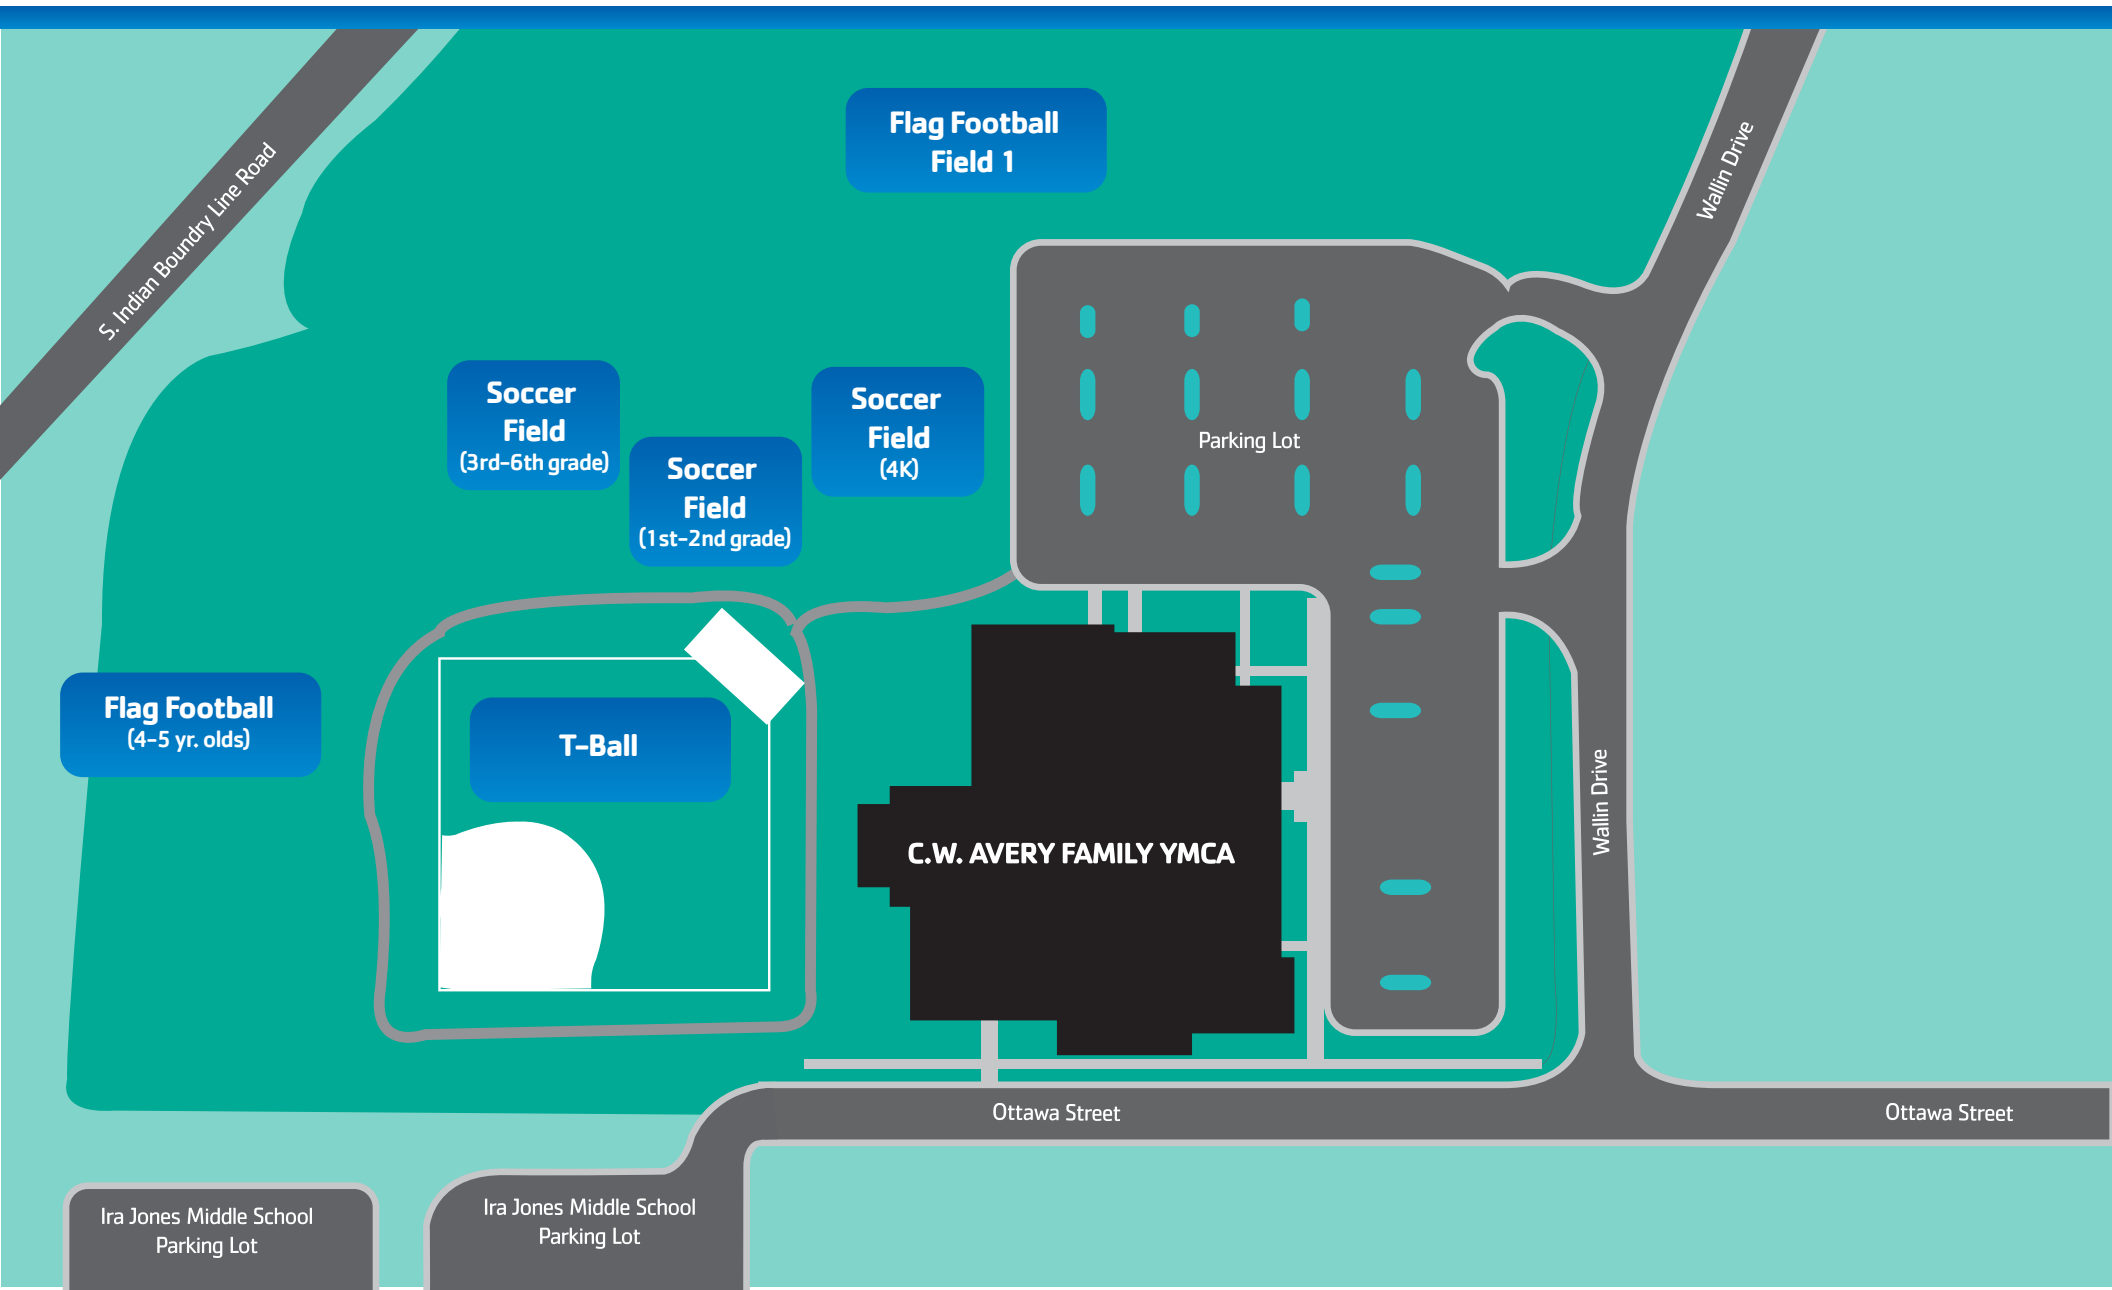 Flag Football
Field 1
Wallin Drive
S. Indian Boundry Line Road
Soccer
Field
(3rd-6th grade)
Soccer
Field
(1st-2nd grade)
Soccer
Field
(4K)
Parking Lot
Flag Football
(4-5 yr. olds)
T-Ball
C.W. AVERY FAMILY YMCA
Wallin Drive
Ottawa Street
Ottawa Street
Ira Jones Middle School
Parking Lot
Ira Jones Middle School
Parking Lot